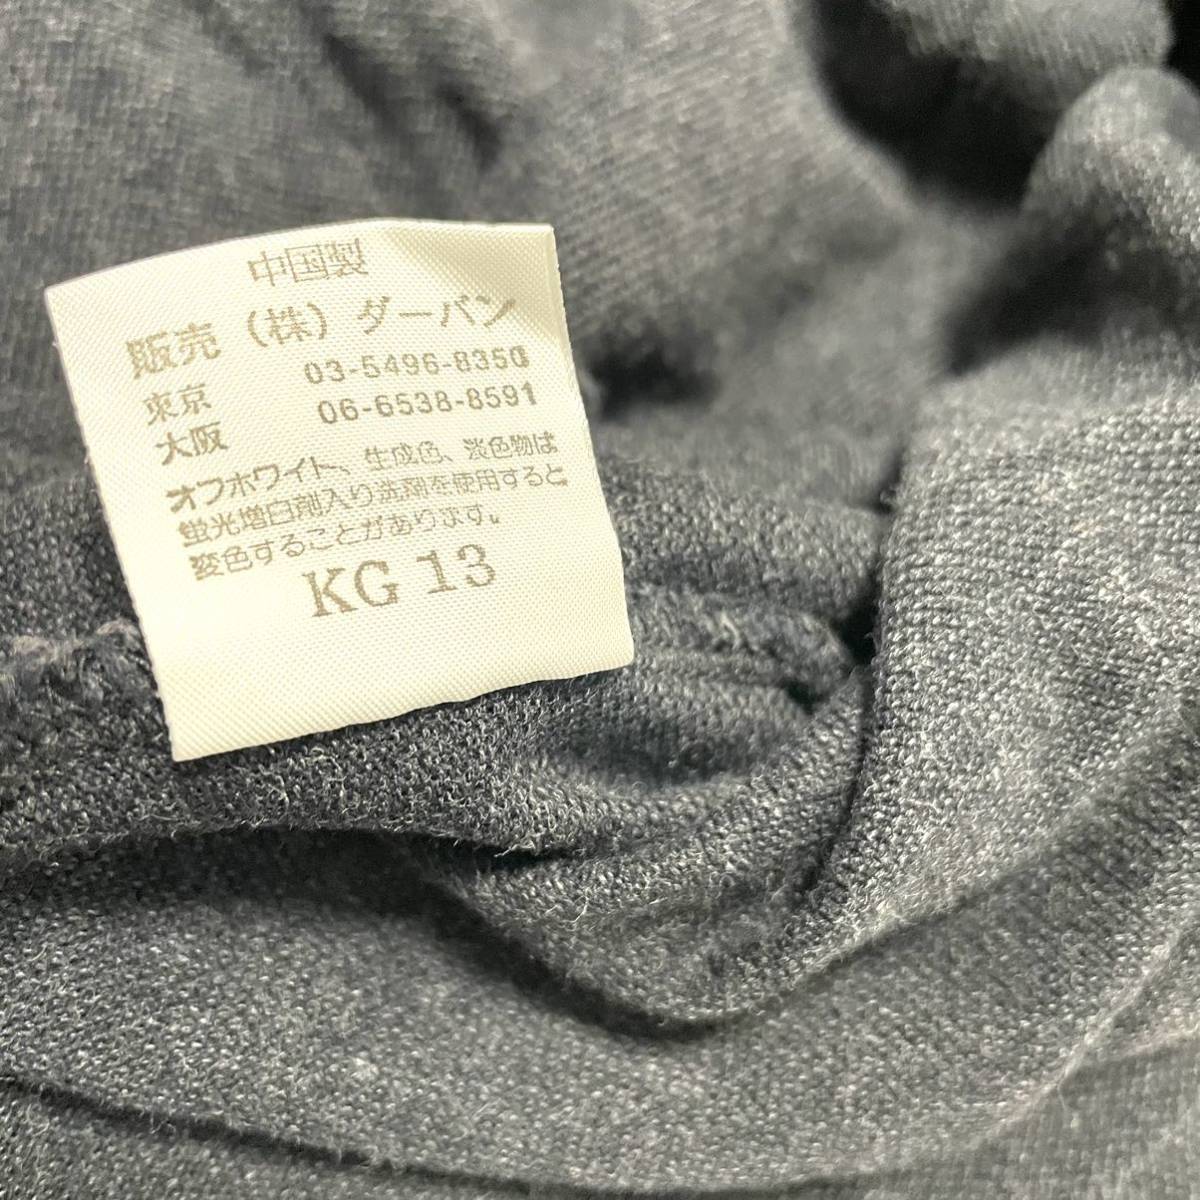 中国製
販売（株）ダーバン
東京 03-5496-8350
大阪 06-6538-8591
オフホワイト、生成色、淡色物は
蛍光増白剤入り洗剤を使用すると
変色することがあります。
KG 13